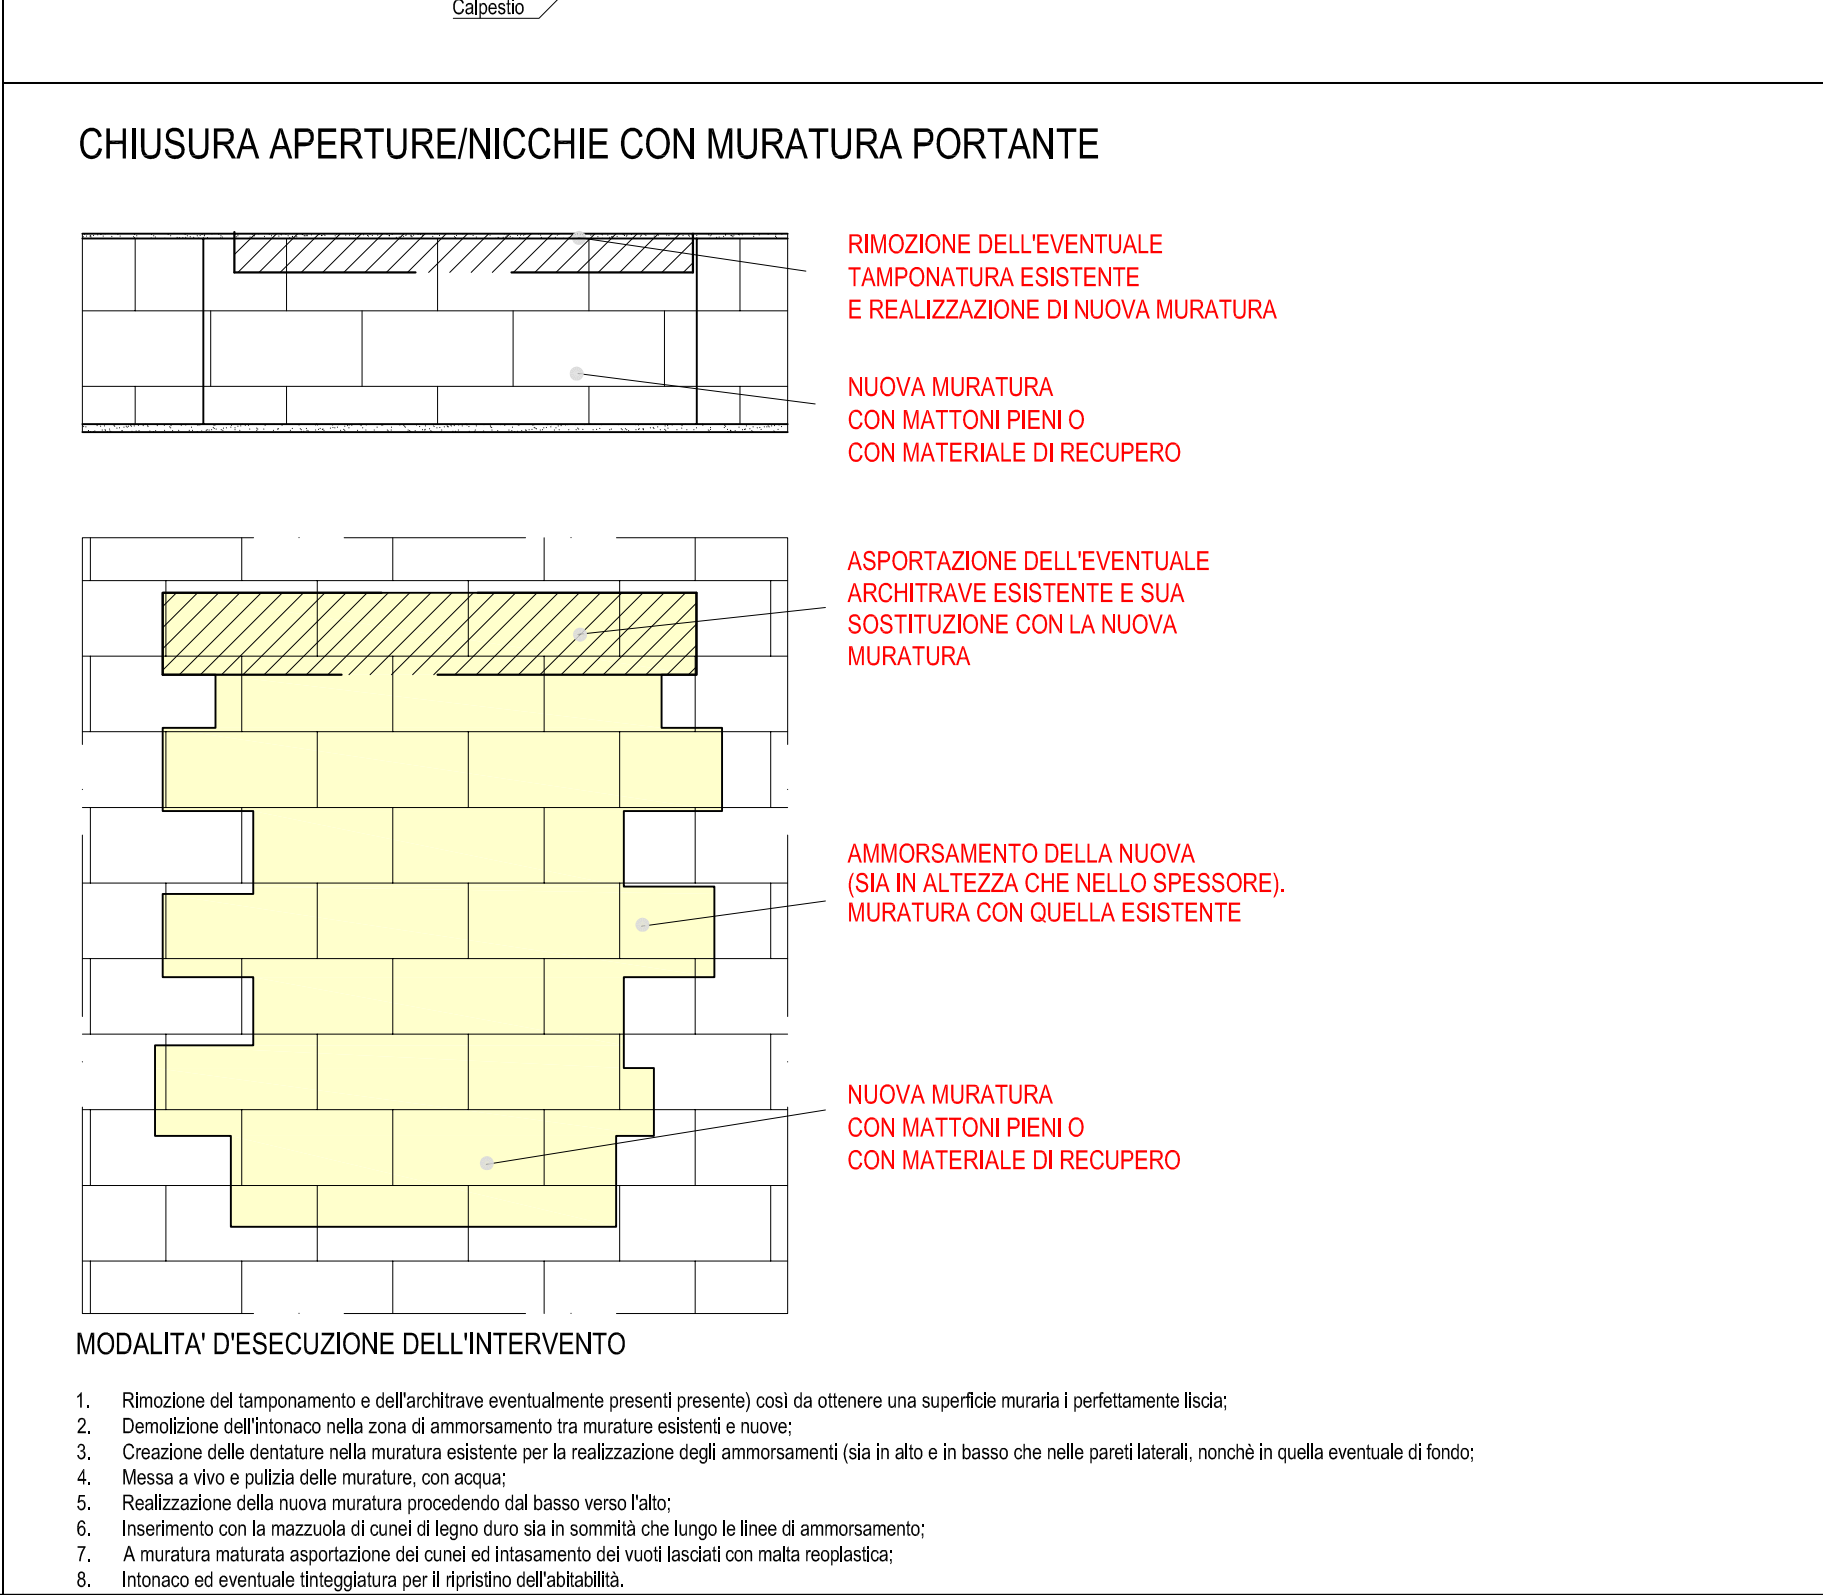 Calpestio
CHIUSURA APERTURE/NICCHIE CON MURATURA PORTANTE
RIMOZIONE DELL'EVENTUALE
TAMPONATURA ESISTENTE
E REALIZZAZIONE DI NUOVA MURATURA
NUOVA MURATURA
CON MATTONI PIENI O
CON MATERIALE DI RECUPERO
ASPORTAZIONE DELL'EVENTUALE
ARCHITRAVE ESISTENTE E SUA
SOSTITUZIONE CON LA NUOVA
MURATURA
AMMORSAMENTO DELLA NUOVA
(SIA IN ALTEZZA CHE NELLO SPESSORE).
MURATURA CON QUELLA ESISTENTE
NUOVA MURATURA
CON MATTONI PIENI O
CON MATERIALE DI RECUPERO
MODALITA' D'ESECUZIONE DELL'INTERVENTO
1. Rimozione del tamponamento e dell'architrave eventualmente presenti presente) così da ottenere una superficie muraria i perfettamente liscia;
2. Demolizione dell'intonaco nella zona di ammorsamento tra murature esistenti e nuove;
3. Creazione delle dentature nella muratura esistente per la realizzazione degli ammorsamenti (sia in alto e in basso che nelle pareti laterali, nonchè in quella eventuale di fondo;
4. Messa a vivo e pulizia delle murature, con acqua;
5. Realizzazione della nuova muratura procedendo dal basso verso l'alto;
6. Inserimento con la mazzuola di cunei di legno duro sia in sommità che lungo le linee di ammorsamento;
7. A muratura maturata asportazione dei cunei ed intasamento dei vuoti lasciati con malta reoplastica;
8. Intonaco ed eventuale tinteggiatura per il ripristino dell'abitabilità.